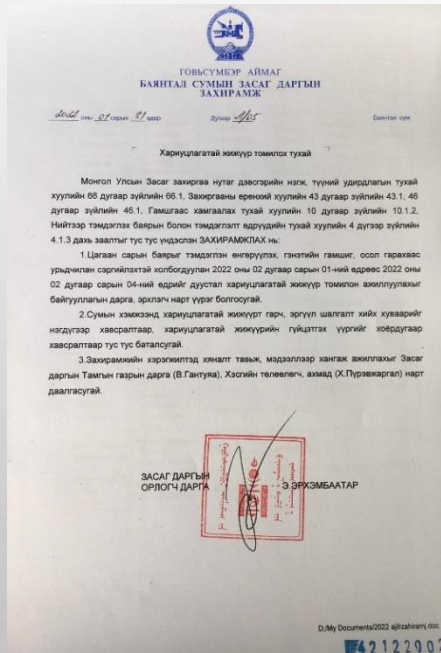 ГОВЬСҮМБЭР АЙМАГ
БАЯНТАЛ СУМЫН ЗАСАГ ДАРГЫН
ЗАХИРАМЖ
2022 оны 01 сарын 31 өдөр Дугаар А/05 Баянтал сум
Хариуцлагатай жижүүр томилох тухай
Монгол Улсын Засаг захиргаа нутаг дэвсгэрийн нэгж, түүний удирдлагын тухай
хуулийн 66 дугаар зүйлийн 66.1, Захиргааны ерөнхий хуулийн 43 дугаар зүйлийн 43.1, 46
дугаар зүйлийн 46.1, Гамшгаас хамгаалах тухай хуулийн 10 дугаар зүйлийн 10.1.2,
Нийтээр тэмдэглэх баярын болон тэмдэглэлт өдрүүдийн тухай хуулийн 4 дүгээр зүйлийн
4.1.3 дахь заалтыг тус тус үндэслэн ЗАХИРАМЖЛАХ нь:
1.Цагаан сарын баярыг тэмдэглэн өнгөрүүлэх, гэнэтийн гамшиг, осол гарахаас
урьдчилан сэргийлэхтэй холбогдуулан 2022 оны 02 дугаар сарын 01-ний өдрөөс 2022 оны
02 дугаар сарын 04-ний өдрийг дуустал хариуцлагатай жижүүр томилон ажиллуулахыг
байгууллагын дарга, эрхлэгч нарт үүрэг болгосугай.
2.Сумын хэмжээнд хариуцлагатай жижүүрт гарч, эргүүл шалгалт хийх хуваарийг
нэгдүгээр хавсралтаар, хариуцлагатай жижүүрийн гүйцэтгэх үүргийг хоёрдугаар
хавсралтваар тус тус баталсугай.
3.Захирамжийн хэрэгжилтэд хяналт тавьж, мэдээллээр хангаж ажиллахыг Засаг
даргын Тамгын газрын дарга (В.Гантуяа), Хэсгийн төлөөлөгч, ахмад (Х.Пүрэвжаргал) нарт
даалгасугай.
ЗАСАГ ДАРГЫН
ОРЛОГЧ ДАРГА Э.ЭРХЭМБААТАР
D:/My Documents/2022 ajil/zahiramj.doc